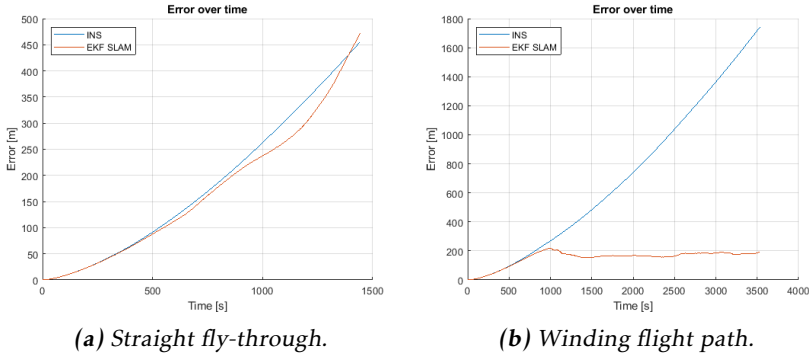 Error over time
INS
EKF SLAM
Error [m]
500
450
400
350
300
250
200
150
100
50
0
0 500 1000 1500
Time [s]
(a) Straight fly-through.
Error over time
INS
EKF SLAM
Error [m]
1800
1600
1400
1200
1000
800
600
400
200
0
0 500 1000 1500 2000 2500 3000 3500 4000
Time [s]
(b) Winding flight path.